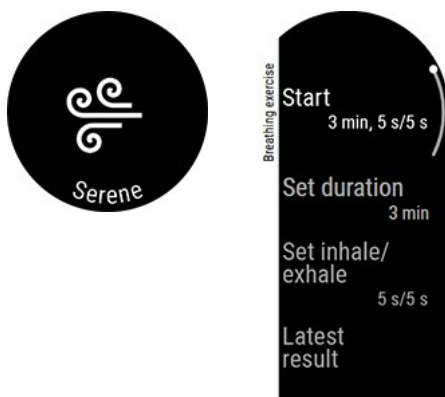 Serene
Breathing exercise
Start
3 min, 5 s/5 s
Set duration
3 min
Set inhale/
exhale
5 s/5 s
Latest
result